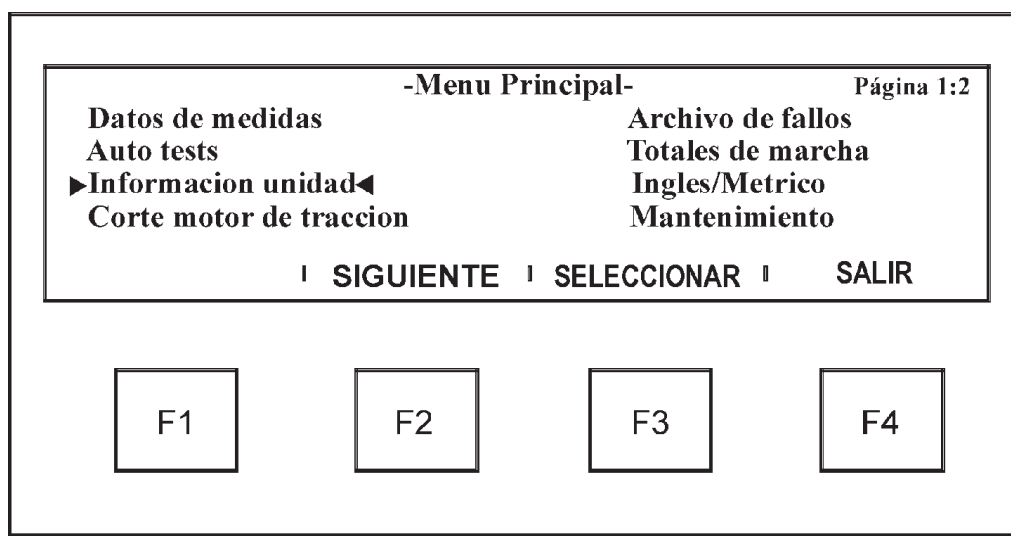 -Menu Principal- Página 1:2
Datos de medidas Archivo de fallos
Auto tests Totales de marcha
▶Informacion unidad◀ Ingles/Metrico
Corte motor de traccion Mantenimiento
SIGUIENTE SELECCIONAR SALIR
F1 F2 F3 F4